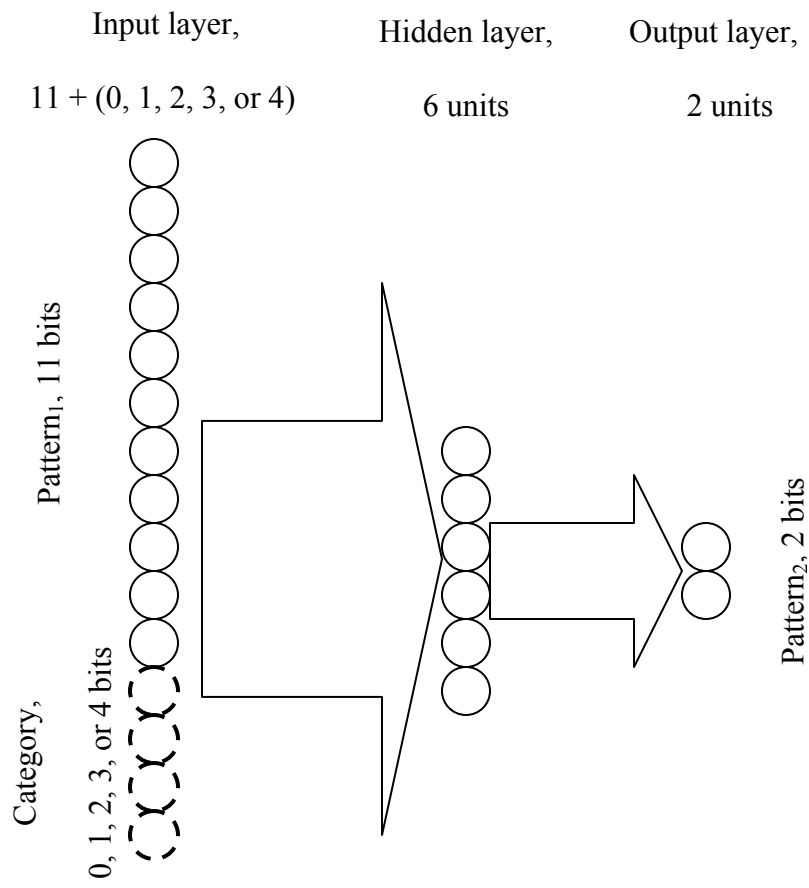 Input layer,
11 + (0, 1, 2, 3, or 4)
Hidden layer,
6 units
Output layer,
2 units
Pattern₁, 11 bits
Category,
0, 1, 2, 3, or 4 bits
Pattern₂, 2 bits